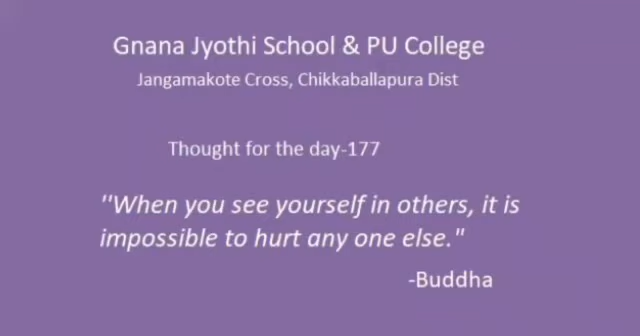 Gnana Jyothi School & PU College
Jangamakote Cross, Chikkaballapura Dist
Thought for the day-177
''When you see yourself in others, it is
impossible to hurt any one else."
-Buddha